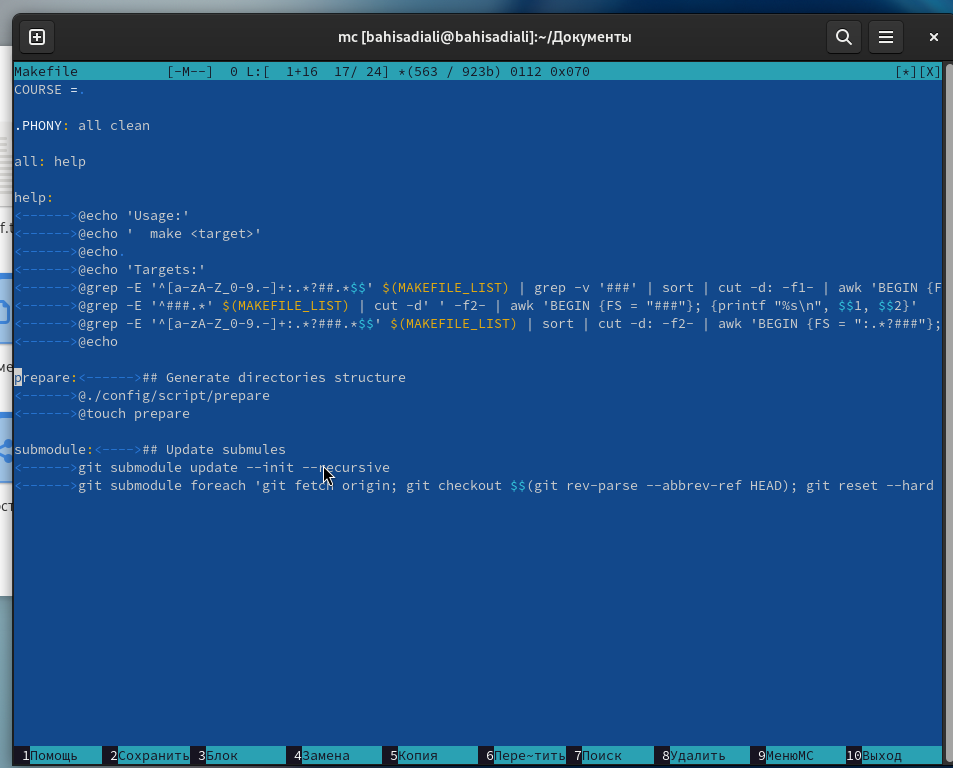 mc [bahisadiali@bahisadiali]:~/Документы
Makefile [-M--] 0 L:[ 1+16 17/ 24] *(563 / 923b) 0112 0x070 [*][X]
COURSE =.
.PHONY: all clean
all: help
help:
<------>@echo 'Usage:'
<------>@echo '  make <target>'
<------>@echo.
<------>@echo 'Targets:'
<------>@grep -E '^[a-zA-Z_0-9.-]+:.*?##.*$$' $(MAKEFILE_LIST) | grep -v '###' | sort | cut -d: -f1- | awk 'BEGIN {F
<------>@grep -E '^###.*' $(MAKEFILE_LIST) | cut -d' ' -f2- | awk 'BEGIN {FS = "###"}; {printf "%s\n", $$1, $$2}'
<------>@grep -E '^[a-zA-Z_0-9.-]+:.*?###.*$$' $(MAKEFILE_LIST) | sort | cut -d: -f2- | awk 'BEGIN {FS = ":.*?###"};
<------>@echo
prepare:<------>## Generate directories structure
<------>@./config/script/prepare
<------>@touch prepare
submodule:<---->## Update submules
<------>git submodule update --init --recursive
<------>git submodule foreach 'git fetch origin; git checkout $$(git rev-parse --abbrev-ref HEAD); git reset --hard
1Помощь 2Сохранить 3Блок 4Замена 5Копия 6Пере~тить 7Поиск 8Удалить 9МенюMC 10Выход